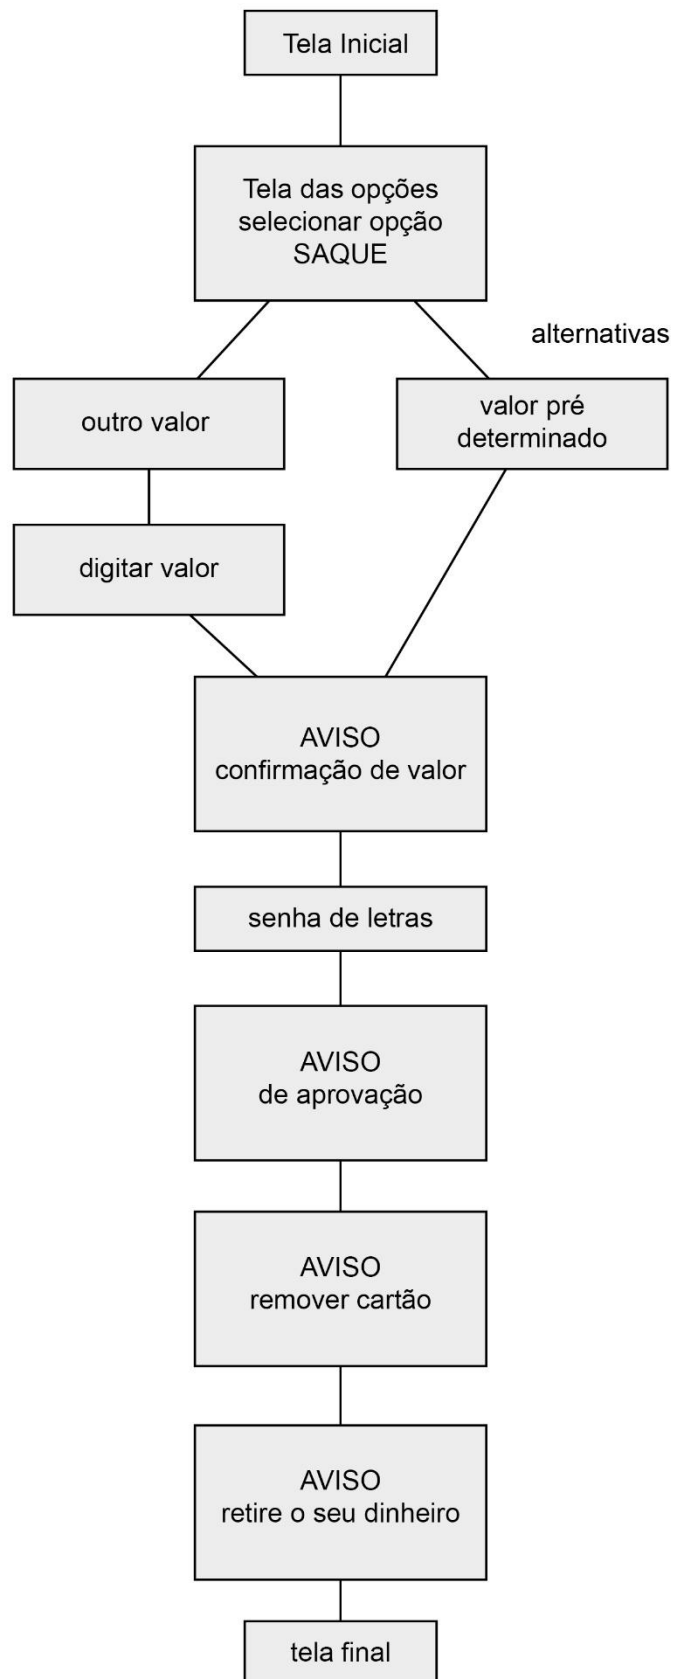 Tela Inicial
Tela das opções
selecionar opção
SAQUE
alternativas
outro valor
valor pré
determinado
digitar valor
AVISO
confirmação de valor
senha de letras
AVISO
de aprovação
AVISO
remover cartão
AVISO
retire o seu dinheiro
tela final